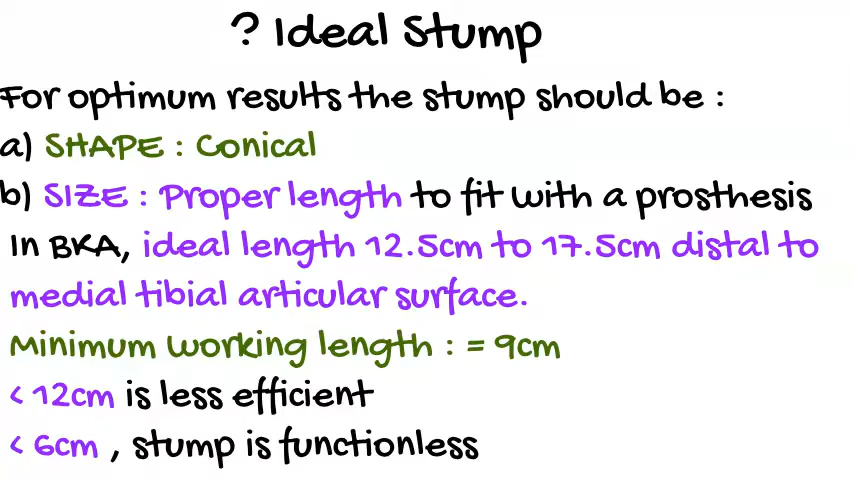 ? Ideal Stump
For optimum results the stump should be :
a) SHAPE : Conical
b) SIZE : Proper length to fit with a prosthesis
In BKA, ideal length 12.5cm to 17.5cm distal to
medial tibial articular surface.
Minimum working length : = 9cm
< 12cm is less efficient
< 6cm , stump is functionless